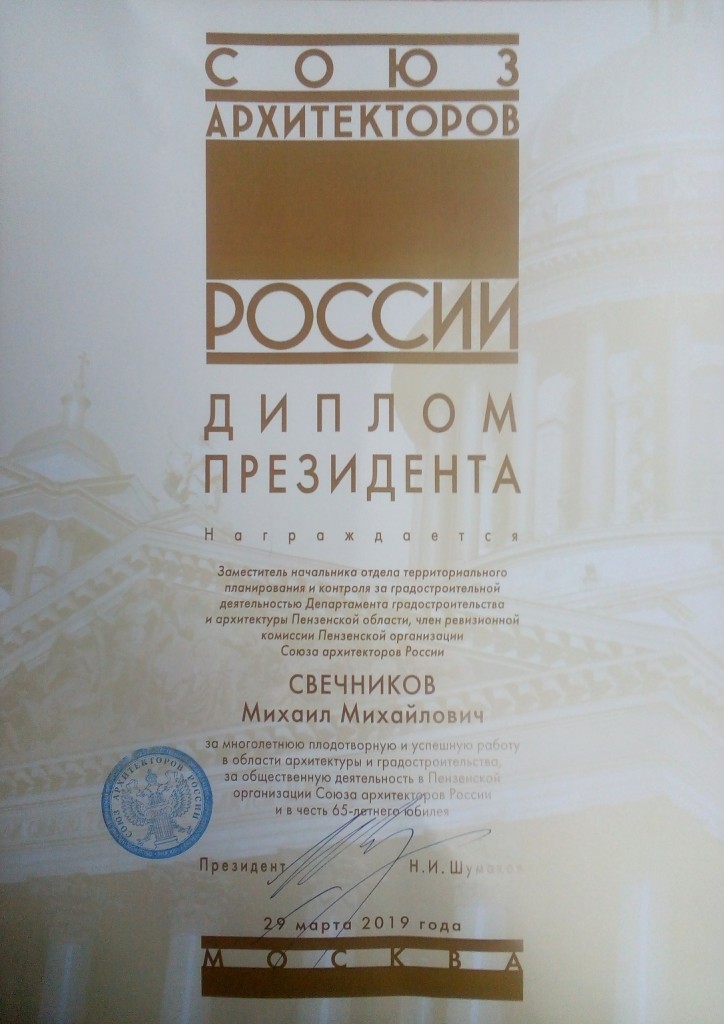 СОЮЗ
АРХИТЕКТОРОВ
РОССИИ
ДИПЛОМ
ПРЕЗИДЕНТА
Награждается
Заместитель начальника отдела территориального
планирования и контроля за градостроительной
деятельностью Департамента градостроительства
и архитектуры Пензенской области, член ревизионной
комиссии Пензенской организации
Союза архитекторов России
СВЕЧНИКОВ
Михаил Михайлович
за многолетнюю плодотворную и успешную работу
в области архитектуры и градостроительства,
за общественную деятельность в Пензенской
организации Союза архитекторов России
и в честь 65-летнего юбилея
СОЮЗ АРХИТЕКТОРОВ РОССИИ
Президент Н.И.Шумаков
29 марта 2019 года
МОСКВА